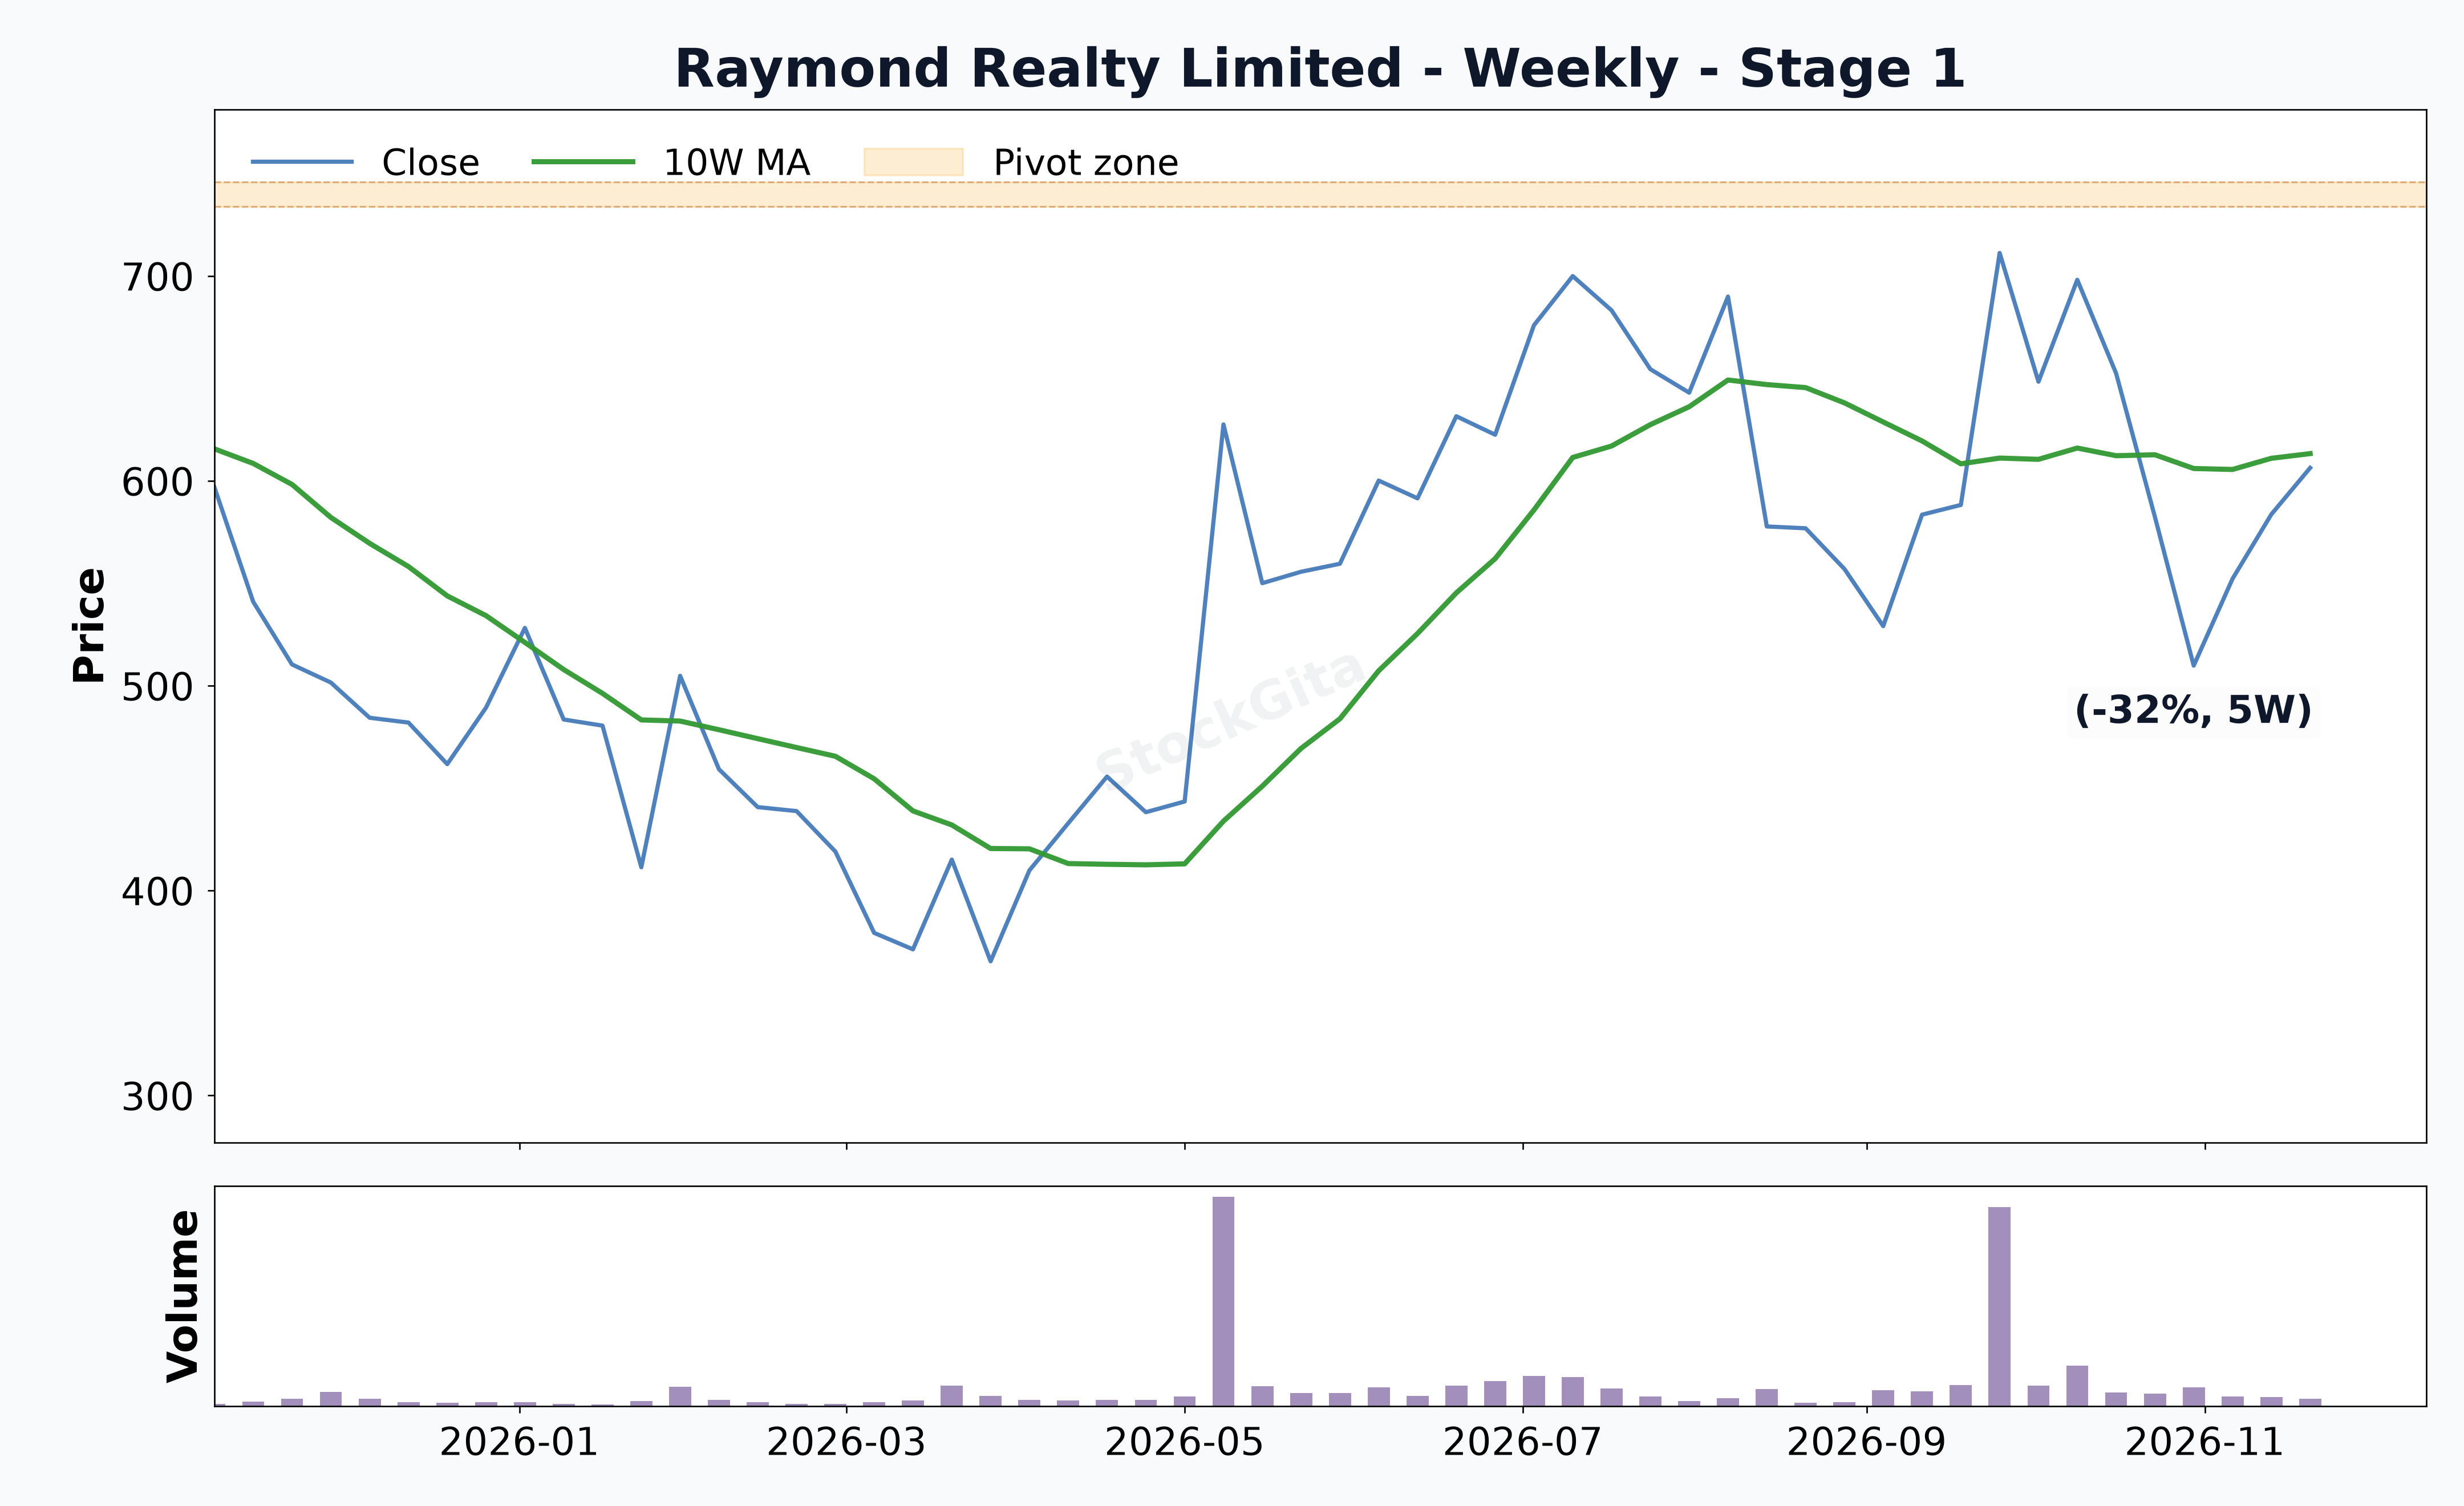 Raymond Realty Limited - Weekly - Stage 1
Close 10W MA Pivot zone
Price
700
600
500
400
300
StockGita
(-32%, 5W)
Volume
2026-01 2026-03 2026-05 2026-07 2026-09 2026-11